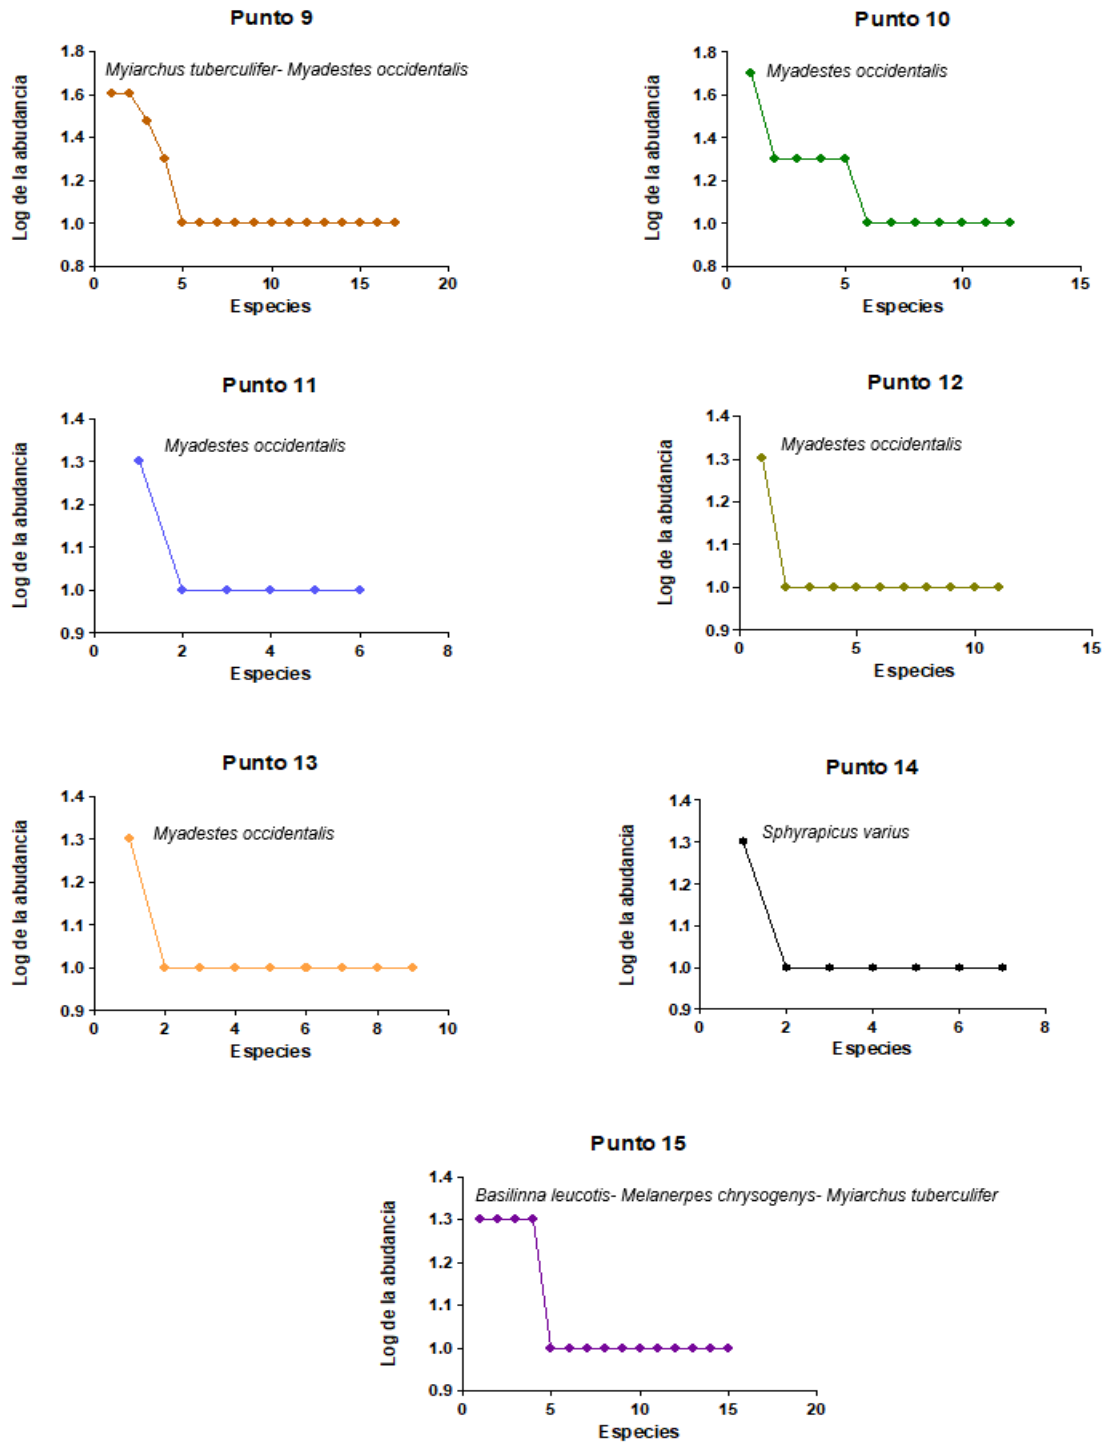 Punto 9
Log de la abudancia
1.8
1.6
1.4
1.2
1.0
0.8
Myiarchus tuberculifer- Myadestes occidentalis
0 5 10 15 20
Especies
Punto 10
Log de la abudancia
1.8
1.6
1.4
1.2
1.0
0.8
Myadestes occidentalis
0 5 10 15
Especies
Punto 11
Log de la abudancia
1.4
1.3
1.2
1.1
1.0
0.9
Myadestes occidentalis
0 2 4 6 8
Especies
Punto 12
Log de la abudancia
1.4
1.3
1.2
1.1
1.0
0.9
Myadestes occidentalis
0 5 10 15
Especies
Punto 13
Log de la abudancia
1.4
1.3
1.2
1.1
1.0
0.9
Myadestes occidentalis
0 2 4 6 8 10
Especies
Punto 14
Log de la abudancia
1.4
1.3
1.2
1.1
1.0
0.9
Sphyrapicus varius
0 2 4 6 8
Especies
Punto 15
Log de la abudancia
1.4
1.3
1.2
1.1
1.0
0.9
Basilinna leucotis- Melanerpes chrysogenys- Myiarchus tuberculifer
0 5 10 15 20
Especies